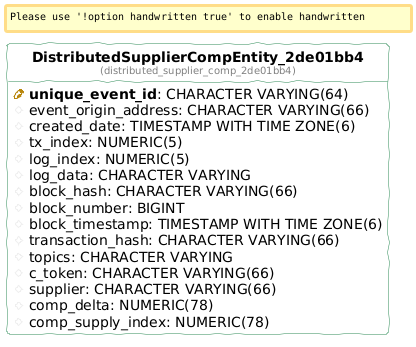 Please use '!option handwritten true' to enable handwritten
DistributedSupplierCompEntity_2de01bb4
(distributed_supplier_comp_2de01bb4)
unique_event_id: CHARACTER VARYING(64)
event_origin_address: CHARACTER VARYING(66)
created_date: TIMESTAMP WITH TIME ZONE(6)
tx_index: NUMERIC(5)
log_index: NUMERIC(5)
log_data: CHARACTER VARYING
block_hash: CHARACTER VARYING(66)
block_number: BIGINT
block_timestamp: TIMESTAMP WITH TIME ZONE(6)
transaction_hash: CHARACTER VARYING(66)
topics: CHARACTER VARYING
c_token: CHARACTER VARYING(66)
supplier: CHARACTER VARYING(66)
comp_delta: NUMERIC(78)
comp_supply_index: NUMERIC(78)